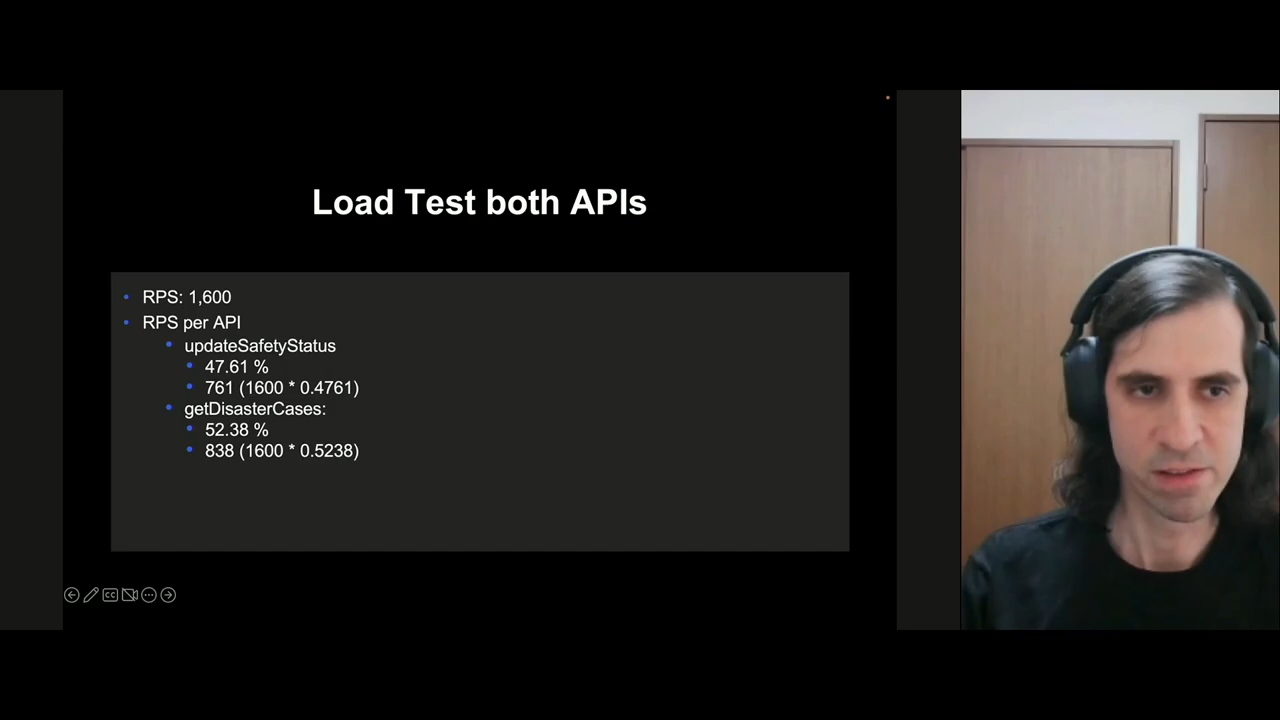 Load Test both APIs
• RPS: 1,600
• RPS per API
• updateSafetyStatus
• 47.61 %
• 761 (1600 * 0.4761)
• getDisasterCases:
• 52.38 %
• 838 (1600 * 0.5238)
CC